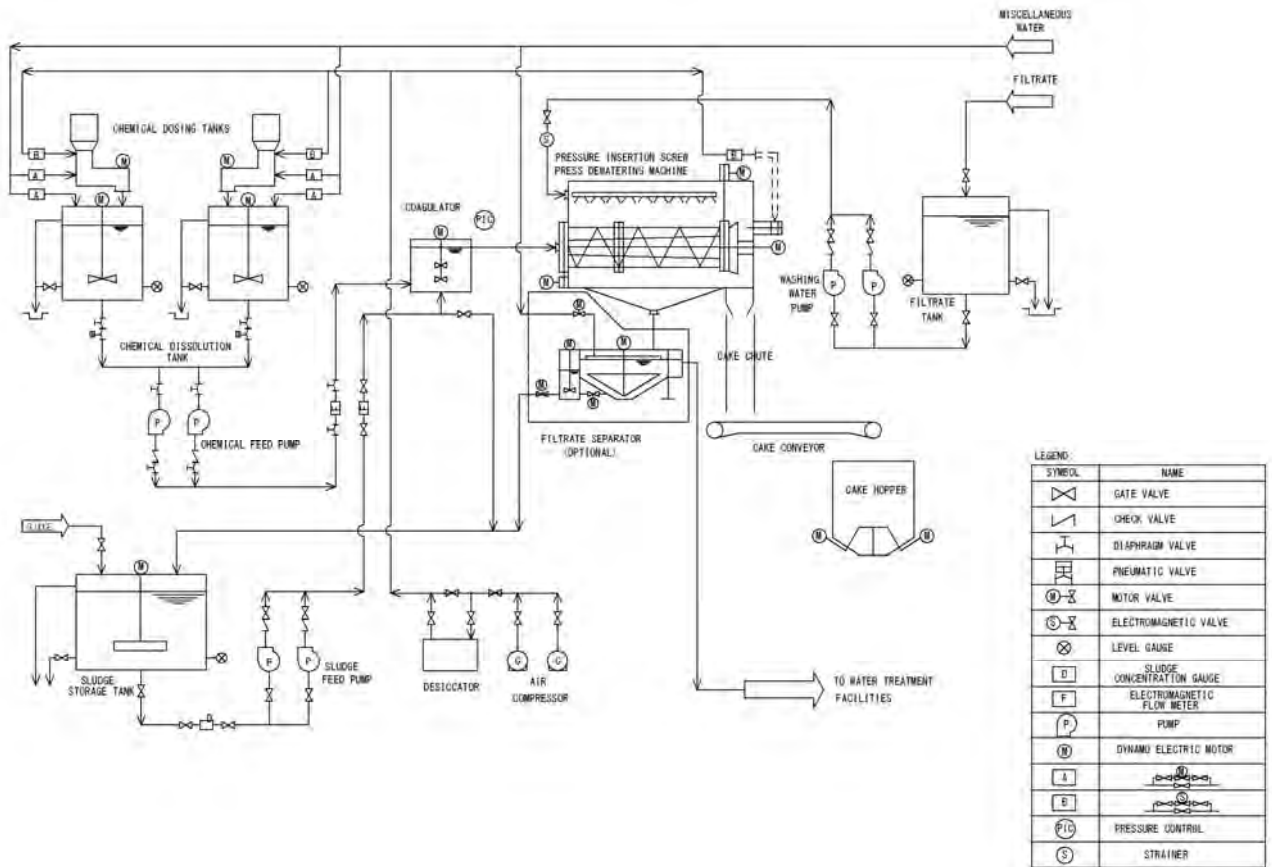 MISCELLANEOUS
WATER
FILTRATE
CHEMICAL DOSING TANKS
B
A
A
M
M
B
A
A
M
M
S
B
M
PRESSURE INSERTION SCREW
PRESS DEWATERING MACHINE
COAGULATOR
PIC
M
M
M
WASHING
WATER
PUMP
P
P
FILTRATE
TANK
CHEMICAL DISSOLUTION
TANK
M
M
M
M
M
CAKE CHUTE
P
P
CHEMICAL FEED PUMP
F
F
FILTRATE SEPARATOR
(OPTIONAL)
CAKE CONVEYOR
CAKE HOPPER
M
M
SLUDGE
M
SLUDGE
STORAGE TANK
D
P
P
SLUDGE
FEED PUMP
DESICCATOR
C
C
AIR
COMPRESSOR
TO WATER TREATMENT
FACILITIES
LEGEND
SYMBOL NAME
GATE VALVE
CHECK VALVE
DIAPHRAGM VALVE
PNEUMATIC VALVE
M MOTOR VALVE
S ELECTROMAGNETIC VALVE
LEVEL GAUGE
D SLUDGE
CONCENTRATION GAUGE
F ELECTROMAGNETIC
FLOW METER
P PUMP
M DYNAMO ELECTRIC MOTOR
A M
B S
PIC PRESSURE CONTROL
S STRAINER